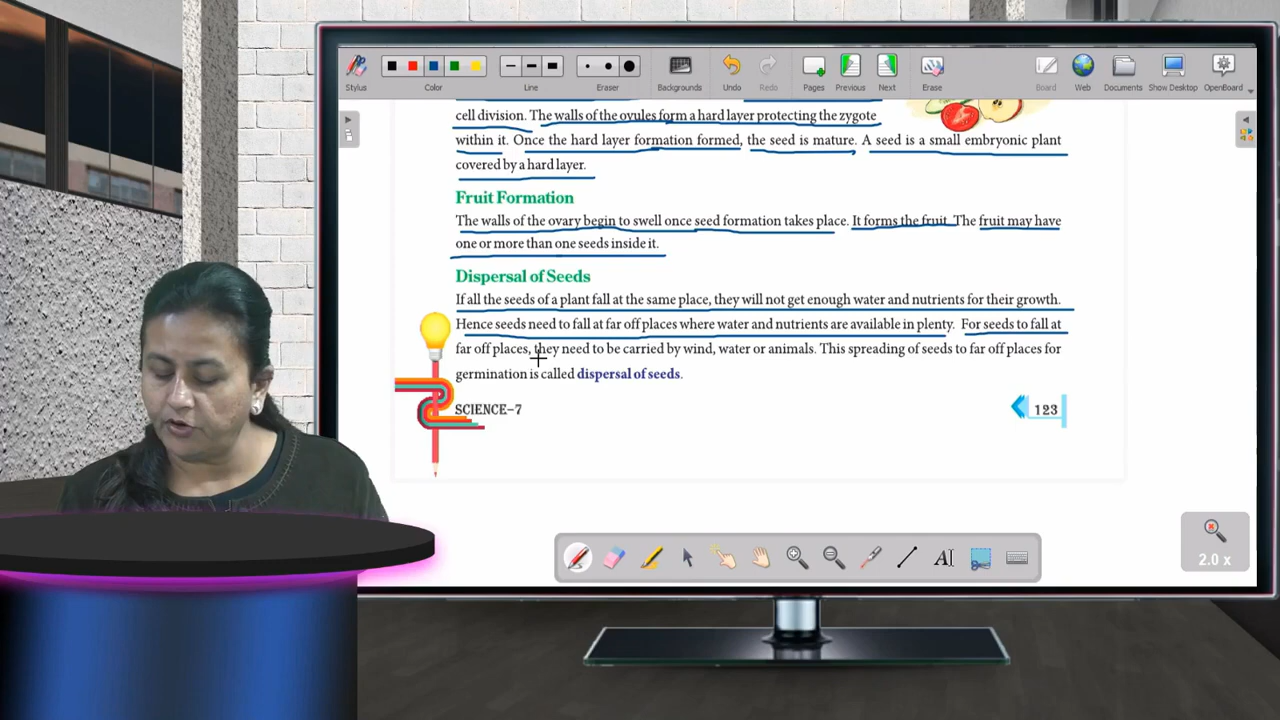 Stylus
Color
Line
Eraser
Backgrounds
Undo
Redo
Pages
Previous
Next
Erase
Board
Web
Documents
Show Desktop
OpenBoard
cell division. The walls of the ovules form a hard layer protecting the zygote
within it. Once the hard layer formation formed, the seed is mature. A seed is a small embryonic plant
covered by a hard layer.
Fruit Formation
The walls of the ovary begin to swell once seed formation takes place. It forms the fruit. The fruit may have
one or more than one seeds inside it.
Dispersal of Seeds
If all the seeds of a plant fall at the same place, they will not get enough water and nutrients for their growth.
Hence seeds need to fall at far off places where water and nutrients are available in plenty. For seeds to fall at
far off places, they need to be carried by wind, water or animals. This spreading of seeds to far off places for
germination is called dispersal of seeds.
SCIENCE-7
123
AI
2.0 x